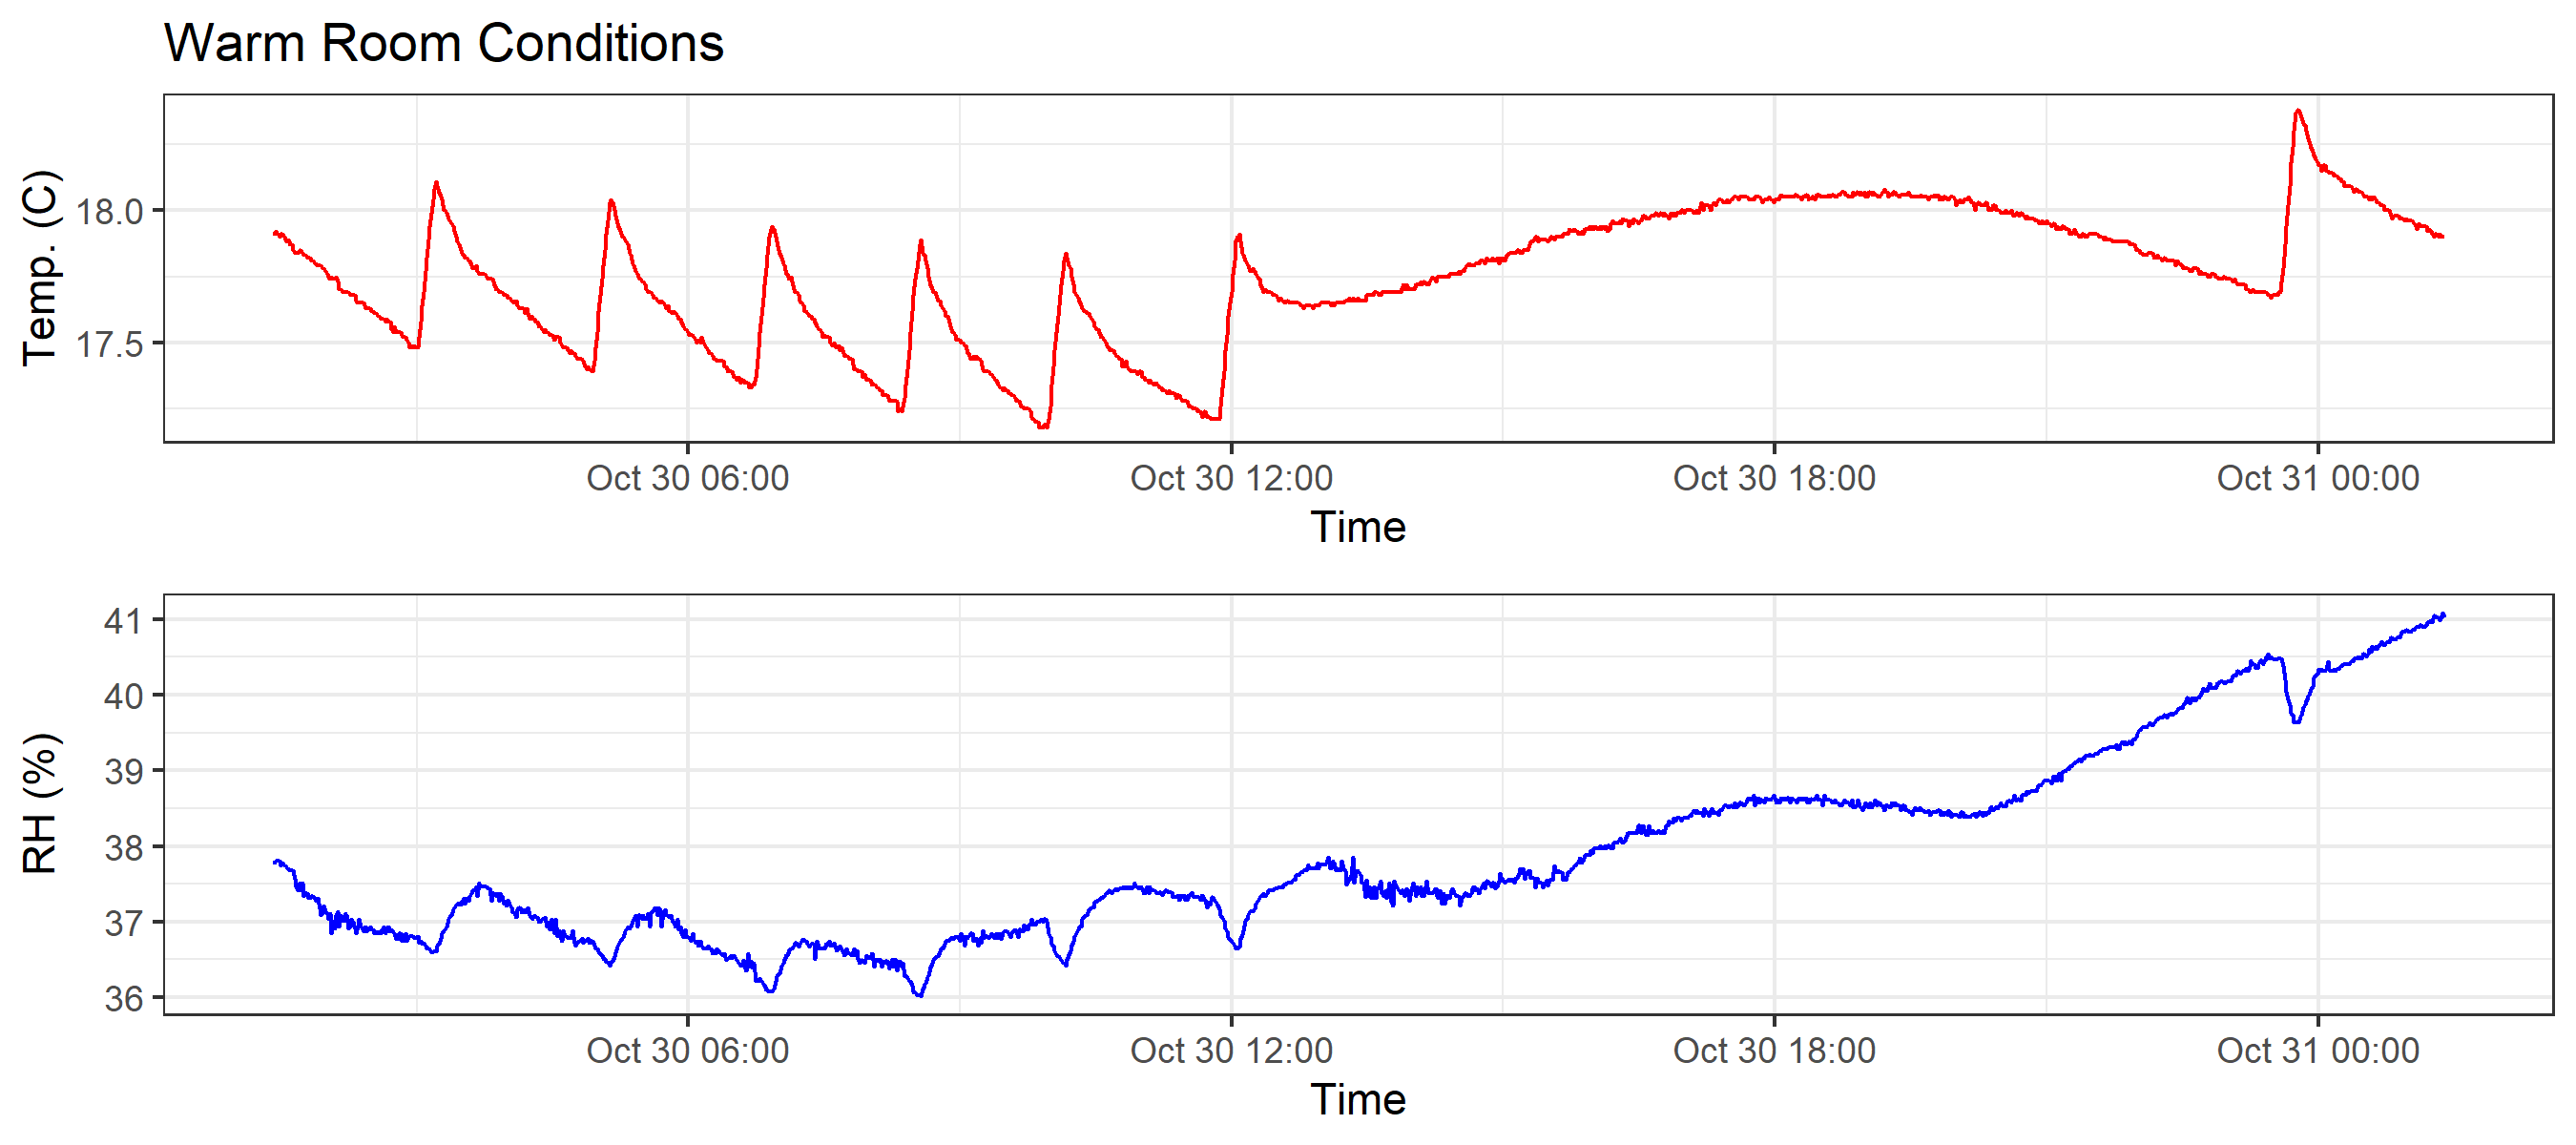 Warm Room Conditions
Temp. (C)
18.0
17.5
Oct 30 06:00 Oct 30 12:00 Oct 30 18:00 Oct 31 00:00
Time
RH (%)
41
40
39
38
37
36
Oct 30 06:00 Oct 30 12:00 Oct 30 18:00 Oct 31 00:00
Time